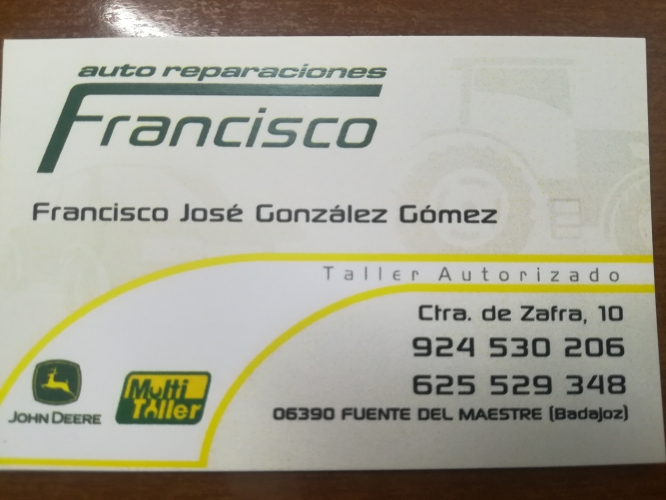 auto reparaciones
Francisco
Francisco José González Gómez
Taller Autorizado
Ctra. de Zafra, 10
924 530 206
625 529 348
06390 FUENTE DEL MAESTRE (Badajoz)
JOHN DEERE
Multi
Taller